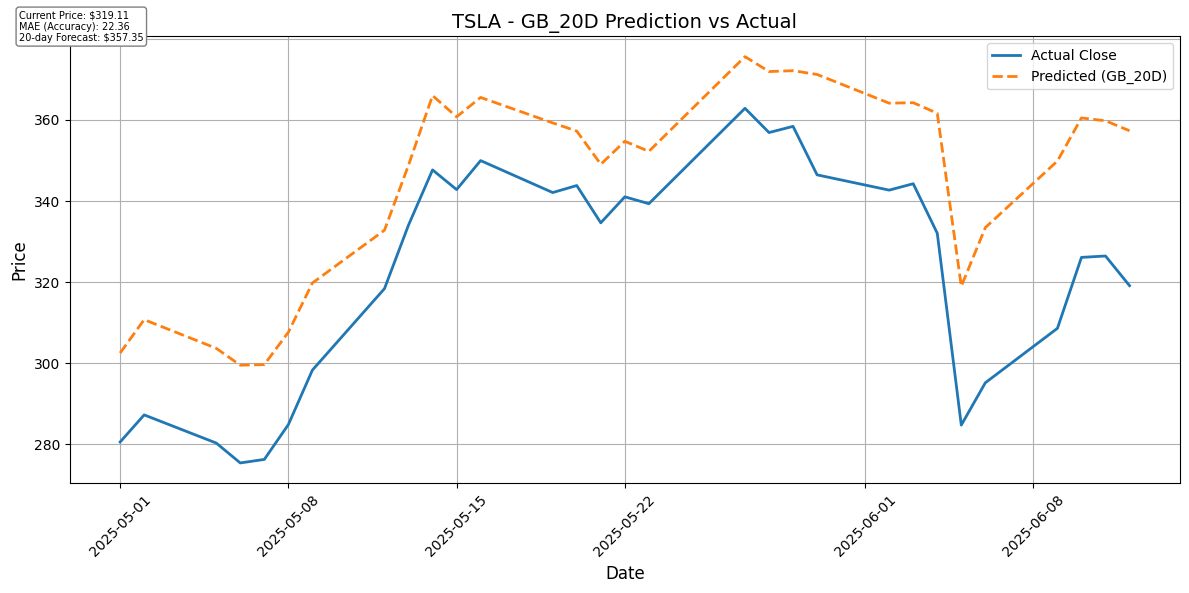 TSLA - GB_20D Prediction vs Actual
Current Price: $319.11
MAE (Accuracy): 22.36
20-day Forecast: $357.35
Actual Close
Predicted (GB_20D)
Price
360
340
320
300
280
2025-05-01
2025-05-08
2025-05-15
2025-05-22
2025-06-01
2025-06-08
Date